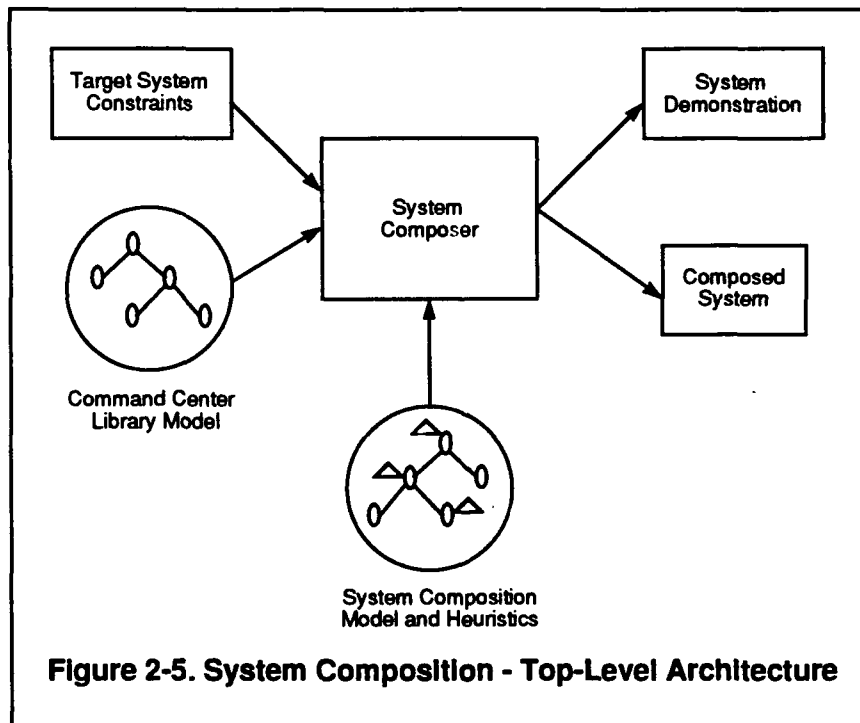 Target System
Constraints
System
Demonstration
System
Composer
Composed
System
Command Center
Library Model
System Composition
Model and Heuristics
Figure 2-5. System Composition - Top-Level Architecture